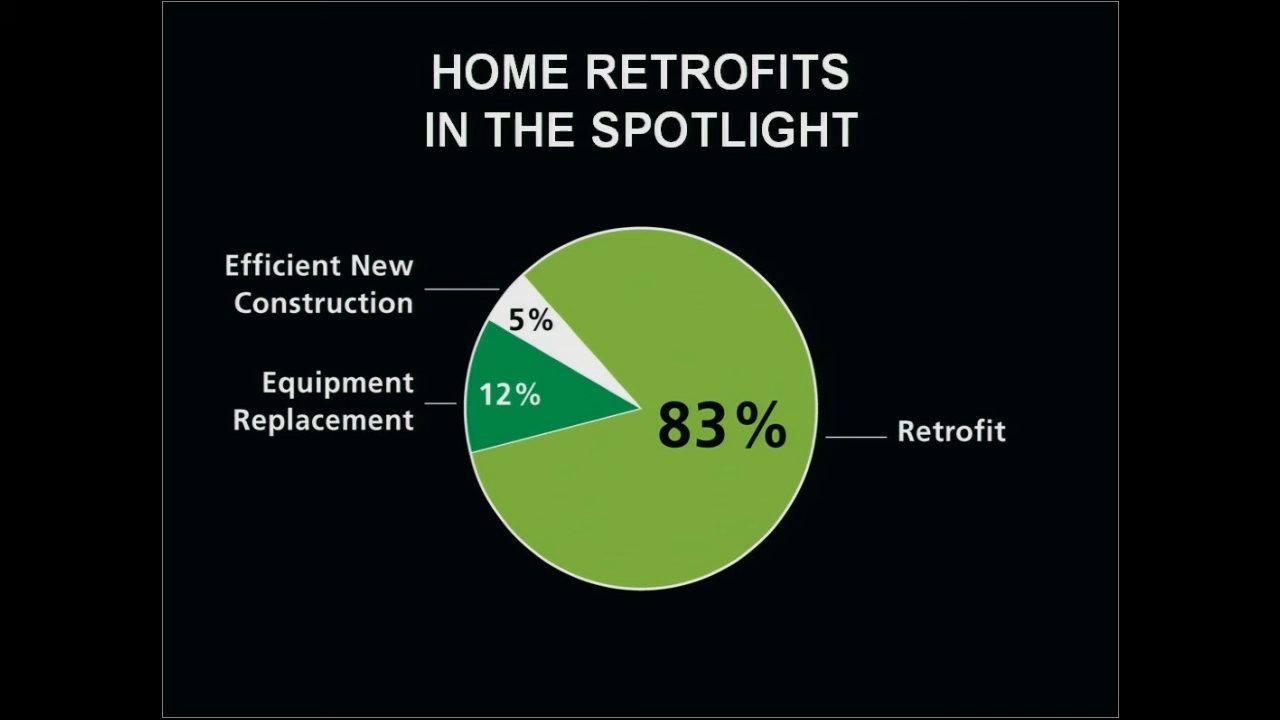 HOME RETROFITS
IN THE SPOTLIGHT
Efficient New
Construction
5%
Equipment
Replacement
12%
83%
Retrofit